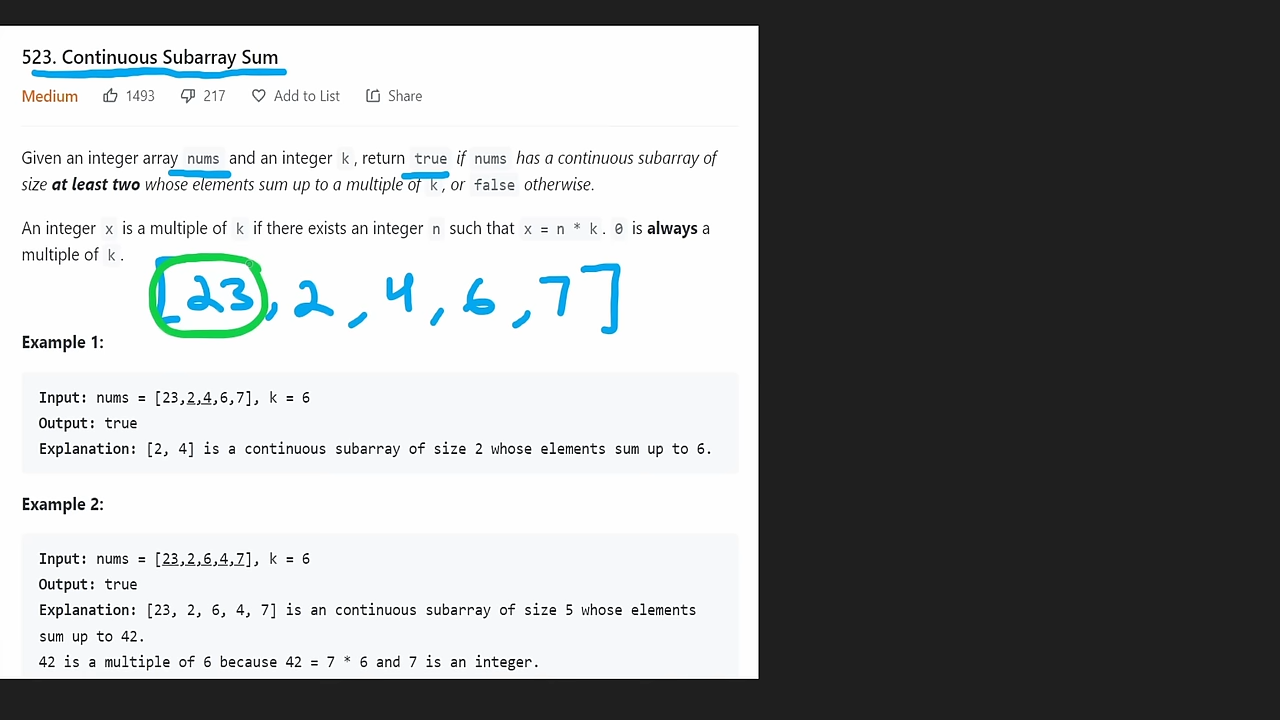 523. Continuous Subarray Sum
Medium 1493 217 Add to List Share
Given an integer array nums and an integer k, return true if nums has a continuous subarray of
size at least two whose elements sum up to a multiple of k, or false otherwise.
An integer x is a multiple of k if there exists an integer n such that x = n * k. 0 is always a
multiple of k.
[23, 2, 4, 6, 7]
Example 1:
Input: nums = [23,2,4,6,7], k = 6
Output: true
Explanation: [2, 4] is a continuous subarray of size 2 whose elements sum up to 6.
Example 2:
Input: nums = [23,2,6,4,7], k = 6
Output: true
Explanation: [23, 2, 6, 4, 7] is an continuous subarray of size 5 whose elements
sum up to 42.
42 is a multiple of 6 because 42 = 7 * 6 and 7 is an integer.